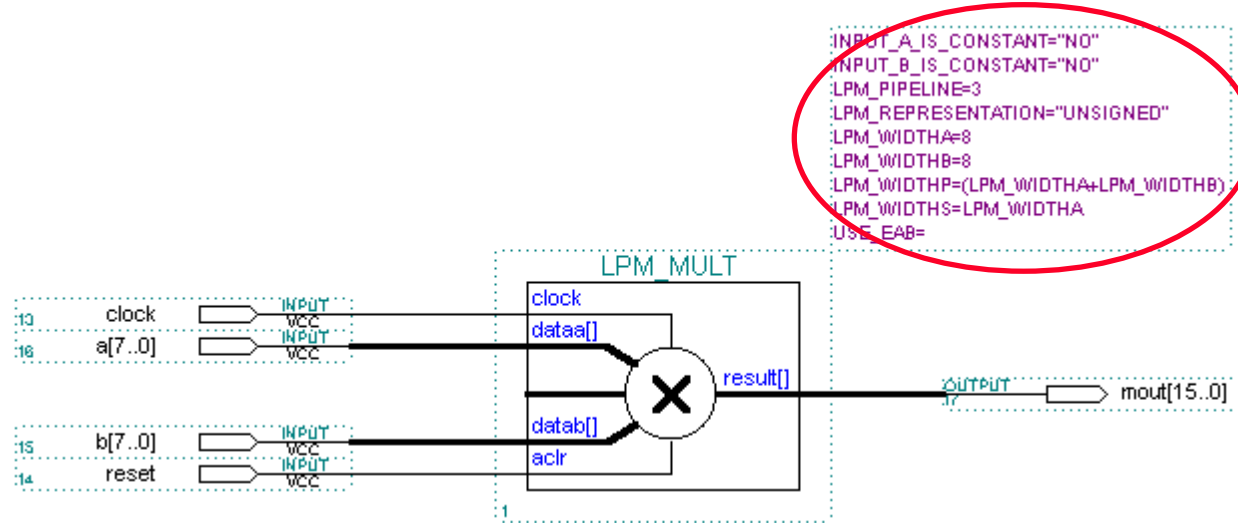 INPUT_A_IS_CONSTANT="NO"
INPUT_B_IS_CONSTANT="NO"
LPM_PIPELINE=3
LPM_REPRESENTATION="UNSIGNED"
LPM_WIDTHA=8
LPM_WIDTHB=8
LPM_WIDTHP=(LPM_WIDTHA+LPM_WIDTHB)
LPM_WIDTHS=LPM_WIDTHA
USE_EAB=
LPM_MULT
clock
13 clock INPUT VCC
dataa[]
16 a[7..0] INPUT VCC
result[]
OUTPUT 17 mout[15..0]
datab[]
15 b[7..0] INPUT VCC
aclr
14 reset INPUT VCC
1